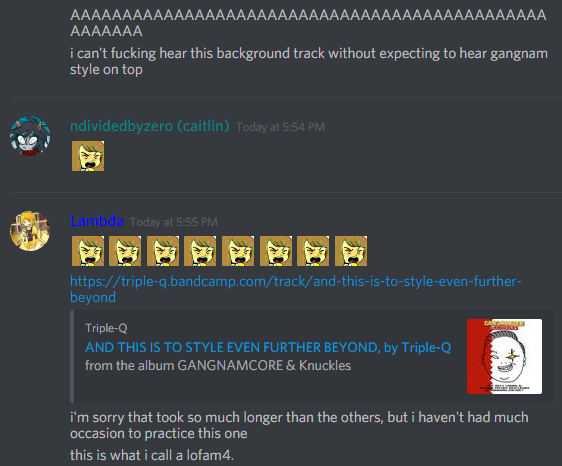 AAAAAAAAAAAAAAAAAAAAAAAAAAAAAAAAAAAAAAAAAAAAAA
AAAAAAA
i can't fucking hear this background track without expecting to hear gangnam
style on top
ndividedbyzero (caitlin) Today at 5:54 PM
Lambda Today at 5:55 PM
https://triple-q.bandcamp.com/track/and-this-is-to-style-even-further-
beyond
Triple-Q
AND THIS IS TO STYLE EVEN FURTHER BEYOND, by Triple-Q
from the album GANGNAMCORE & Knuckles
i'm sorry that took so much longer than the others, but i haven't had much
occasion to practice this one
this is what i call a lofam4.